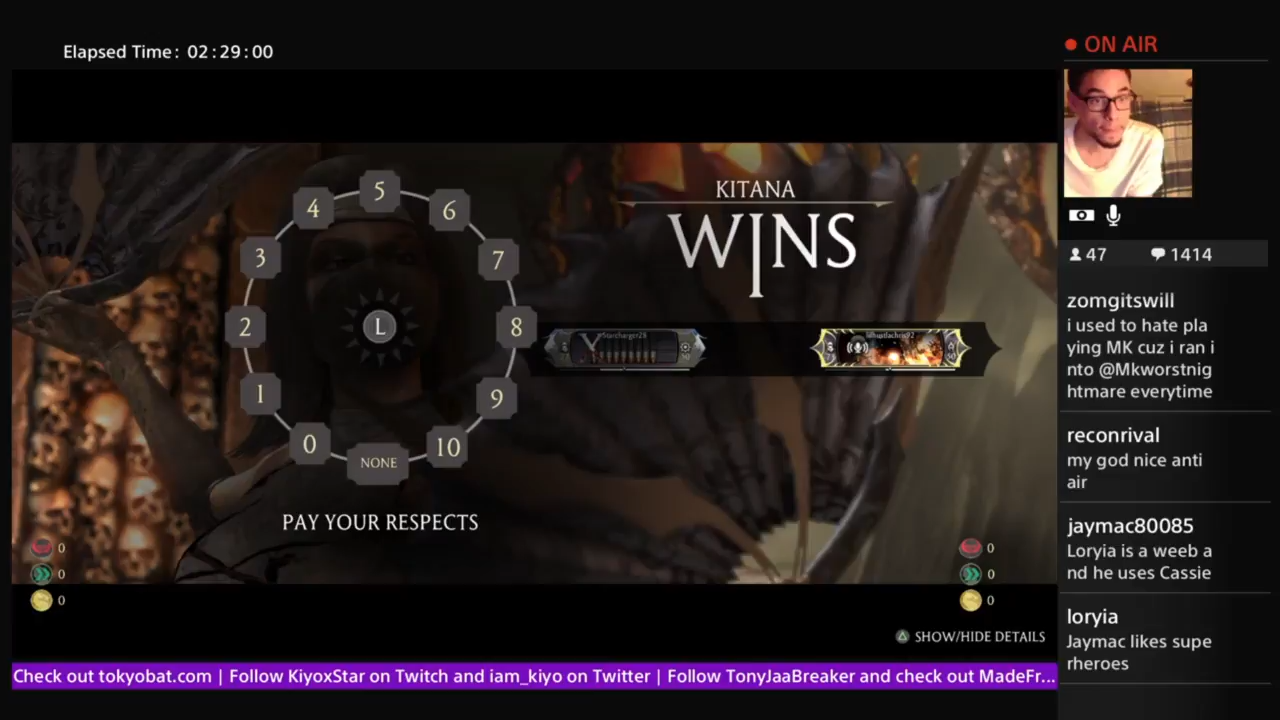 Elapsed Time: 02:29:00
ON AIR
47 1414
KITANA
WINS
5
4 6
3 7
2 L 8
1 9
0 10
NONE
PAY YOUR RESPECTS
0 0
0 0
0 0
SHOW/HIDE DETAILS
Check out tokyobat.com | Follow KiyoxStar on Twitch and iam_kiyo on Twitter | Follow TonyJaaBreaker and check out MadeFr...
zomgitswill
i used to hate pla
ying MK cuz i ran i
nto @Mkworstnig
htmare everytime
reconrival
my god nice anti
air
jaymac80085
Loryia is a weeb a
nd he uses Cassie
loryia
Jaymac likes supe
rheroes